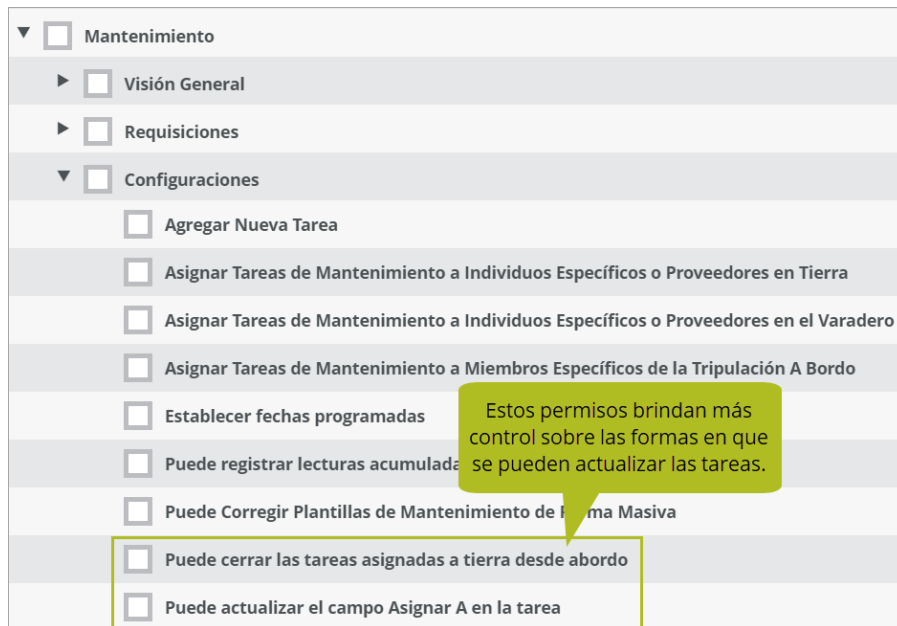 Mantenimiento
Visión General
Requisiciones
Configuraciones
Agregar Nueva Tarea
Asignar Tareas de Mantenimiento a Individuos Específicos o Proveedores en Tierra
Asignar Tareas de Mantenimiento a Individuos Específicos o Proveedores en el Varadero
Asignar Tareas de Mantenimiento a Miembros Específicos de la Tripulación A Bordo
Establecer fechas programadas
Estos permisos brindan más
control sobre las formas en que
se pueden actualizar las tareas.
Puede registrar lecturas
Puede Corregir Plantillas de Mantenimiento de Masiva
Puede cerrar las tareas asignadas a tierra desde abordo
Puede actualizar el campo Asignar A en la tarea